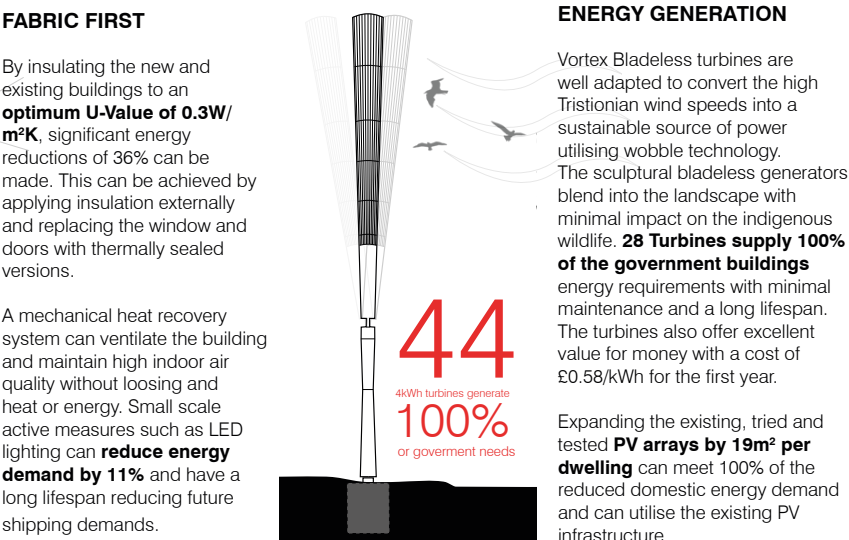 FABRIC FIRST
By insulating the new and
existing buildings to an
optimum U-Value of 0.3W/
m²K, significant energy
reductions of 36% can be
made. This can be achieved by
applying insulation externally
and replacing the window and
doors with thermally sealed
versions.
A mechanical heat recovery
system can ventilate the building
and maintain high indoor air
quality without loosing and
heat or energy. Small scale
active measures such as LED
lighting can reduce energy
demand by 11% and have a
long lifespan reducing future
shipping demands.
44
4kWh turbines generate
100%
or goverment needs
ENERGY GENERATION
Vortex Bladeless turbines are
well adapted to convert the high
Tristionian wind speeds into a
sustainable source of power
utilising wobble technology.
The sculptural bladeless generators
blend into the landscape with
minimal impact on the indigenous
wildlife. 28 Turbines supply 100%
of the government buildings
energy requirements with minimal
maintenance and a long lifespan.
The turbines also offer excellent
value for money with a cost of
£0.58/kWh for the first year.
Expanding the existing, tried and
tested PV arrays by 19m² per
dwelling can meet 100% of the
reduced domestic energy demand
and can utilise the existing PV
infrastructure